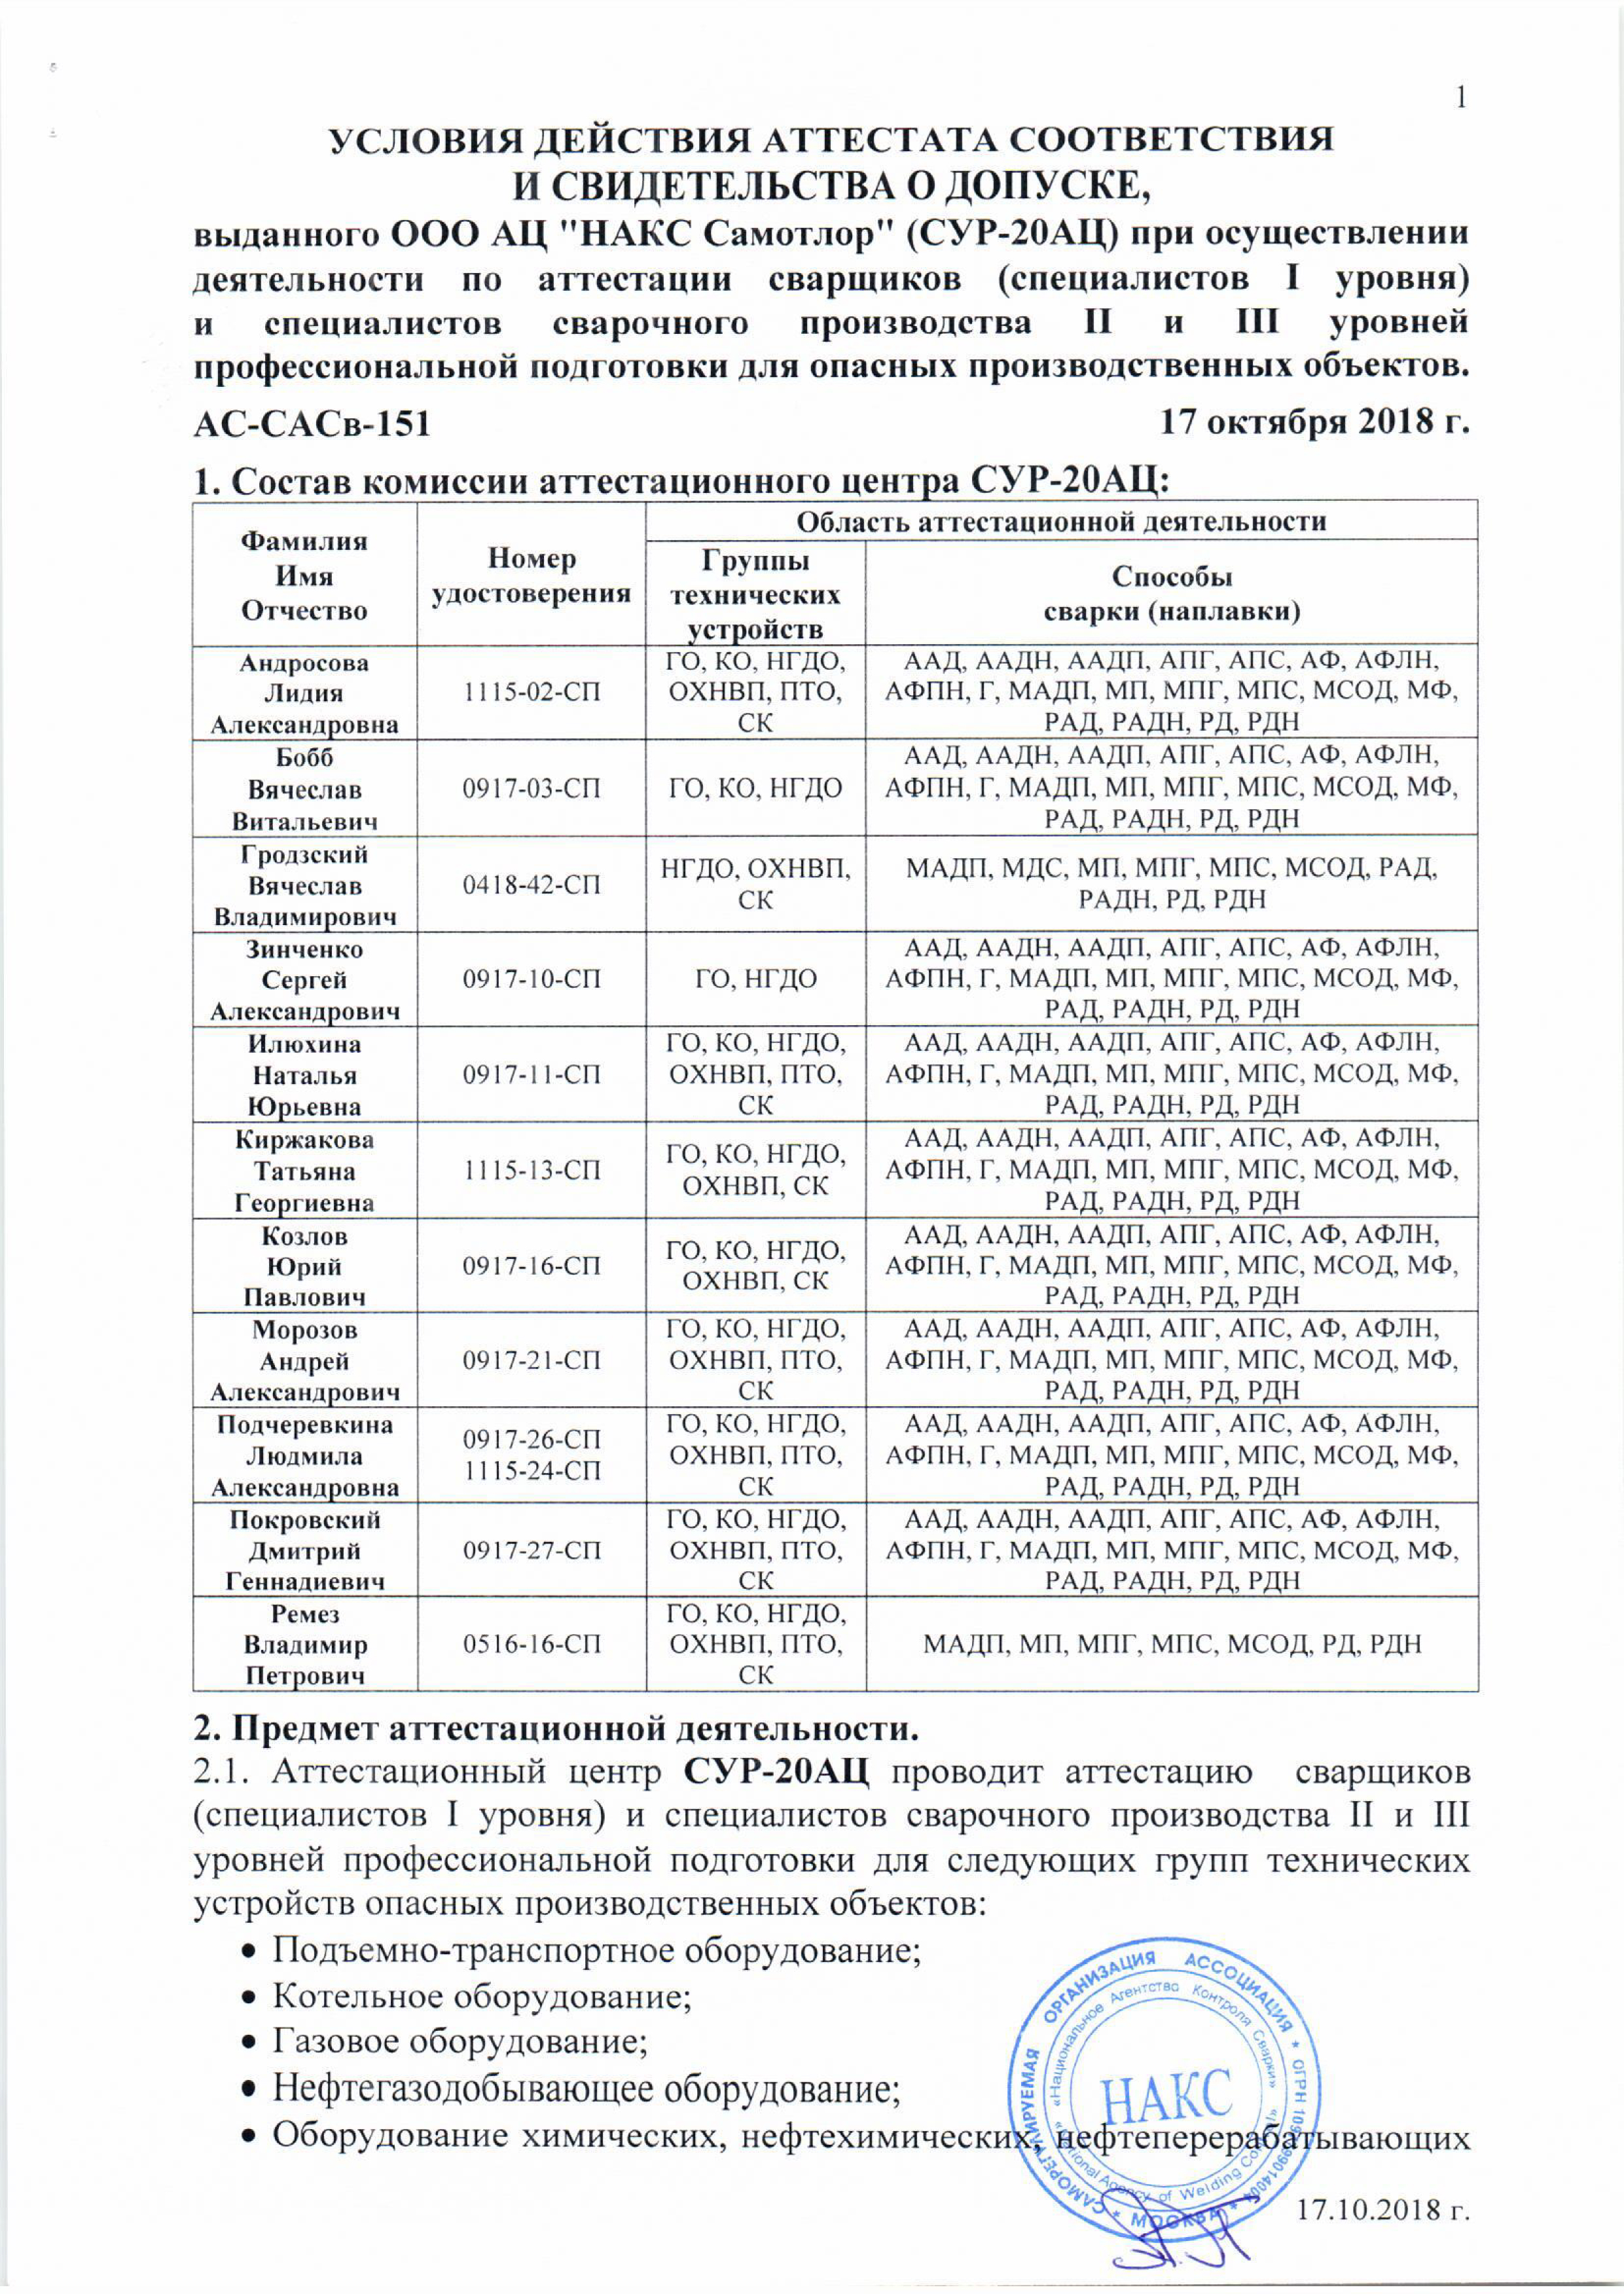 1
УСЛОВИЯ ДЕЙСТВИЯ АТТЕСТАТА СООТВЕТСТВИЯ
И СВИДЕТЕЛЬСТВА О ДОПУСКЕ,
выданного ООО АЦ "НАКС Самотлор" (СУР-20АЦ) при осуществлении
деятельности по аттестации сварщиков (специалистов I уровня)
и специалистов сварочного производства II и III уровней
профессиональной подготовки для опасных производственных объектов.
АС-САСв-151 17 октября 2018 г.
1. Состав комиссии аттестационного центра СУР-20АЦ:
Фамилия
Имя
Отчество
Номер
удостоверения
Область аттестационной деятельности
Группы
технических
устройств
Способы
сварки (наплавки)
Андросова
Лидия
Александровна
1115-02-СП
ГО, КО, НГДО,
ОХНВП, ПТО,
СК
ААД, ААДН, ААДП, АПГ, АПС, АФ, АФЛН,
АФПН, Г, МАДП, МП, МПГ, МПС, МСОД, МФ,
РАД, РАДН, РД, РДН
Бобб
Вячеслав
Витальевич
0917-03-СП
ГО, КО, НГДО
ААД, ААДН, ААДП, АПГ, АПС, АФ, АФЛН,
АФПН, Г, МАДП, МП, МПГ, МПС, МСОД, МФ,
РАД, РАДН, РД, РДН
Гродзский
Вячеслав
Владимирович
0418-42-СП
НГДО, ОХНВП,
СК
МАДП, МДС, МП, МПГ, МПС, МСОД, РАД,
РАДН, РД, РДН
Зинченко
Сергей
Александрович
0917-10-СП
ГО, НГДО
ААД, ААДН, ААДП, АПГ, АПС, АФ, АФЛН,
АФПН, Г, МАДП, МП, МПГ, МПС, МСОД, МФ,
РАД, РАДН, РД, РДН
Илюхина
Наталья
Юрьевна
0917-11-СП
ГО, КО, НГДО,
ОХНВП, ПТО,
СК
ААД, ААДН, ААДП, АПГ, АПС, АФ, АФЛН,
АФПН, Г, МАДП, МП, МПГ, МПС, МСОД, МФ,
РАД, РАДН, РД, РДН
Киржакова
Татьяна
Георгиевна
1115-13-СП
ГО, КО, НГДО,
ОХНВП, СК
ААД, ААДН, ААДП, АПГ, АПС, АФ, АФЛН,
АФПН, Г, МАДП, МП, МПГ, МПС, МСОД, МФ,
РАД, РАДН, РД, РДН
Козлов
Юрий
Павлович
0917-16-СП
ГО, КО, НГДО,
ОХНВП, СК
ААД, ААДН, ААДП, АПГ, АПС, АФ, АФЛН,
АФПН, Г, МАДП, МП, МПГ, МПС, МСОД, МФ,
РАД, РАДН, РД, РДН
Морозов
Андрей
Александрович
0917-21-СП
ГО, КО, НГДО,
ОХНВП, ПТО,
СК
ААД, ААДН, ААДП, АПГ, АПС, АФ, АФЛН,
АФПН, Г, МАДП, МП, МПГ, МПС, МСОД, МФ,
РАД, РАДН, РД, РДН
Подчеревкина
Людмила
Александровна
0917-26-СП
1115-24-СП
ГО, КО, НГДО,
ОХНВП, ПТО,
СК
ААД, ААДН, ААДП, АПГ, АПС, АФ, АФЛН,
АФПН, Г, МАДП, МП, МПГ, МПС, МСОД, МФ,
РАД, РАДН, РД, РДН
Покровский
Дмитрий
Геннадиевич
0917-27-СП
ГО, КО, НГДО,
ОХНВП, ПТО,
СК
ААД, ААДН, ААДП, АПГ, АПС, АФ, АФЛН,
АФПН, Г, МАДП, МП, МПГ, МПС, МСОД, МФ,
РАД, РАДН, РД, РДН
Ремез
Владимир
Петрович
0516-16-СП
ГО, КО, НГДО,
ОХНВП, ПТО,
СК
МАДП, МП, МПГ, МПС, МСОД, РД, РДН
2. Предмет аттестационной деятельности.
2.1. Аттестационный центр СУР-20АЦ проводит аттестацию сварщиков
(специалистов I уровня) и специалистов сварочного производства II и III
уровней профессиональной подготовки для следующих групп технических
устройств опасных производственных объектов:
• Подъемно-транспортное оборудование;
• Котельное оборудование;
• Газовое оборудование;
• Нефтегазодобывающее оборудование;
• Оборудование химических, нефтехимических, нефтеперерабатывающих
САМОРЕГУЛИРУЕМАЯ ОРГАНИЗАЦИЯ АССОЦИАЦИЯ
* МОСКВА *
«Национальное Агентство Контроля Сварки»
«National Agency of Welding Control»
НАКС
17.10.2018 г.